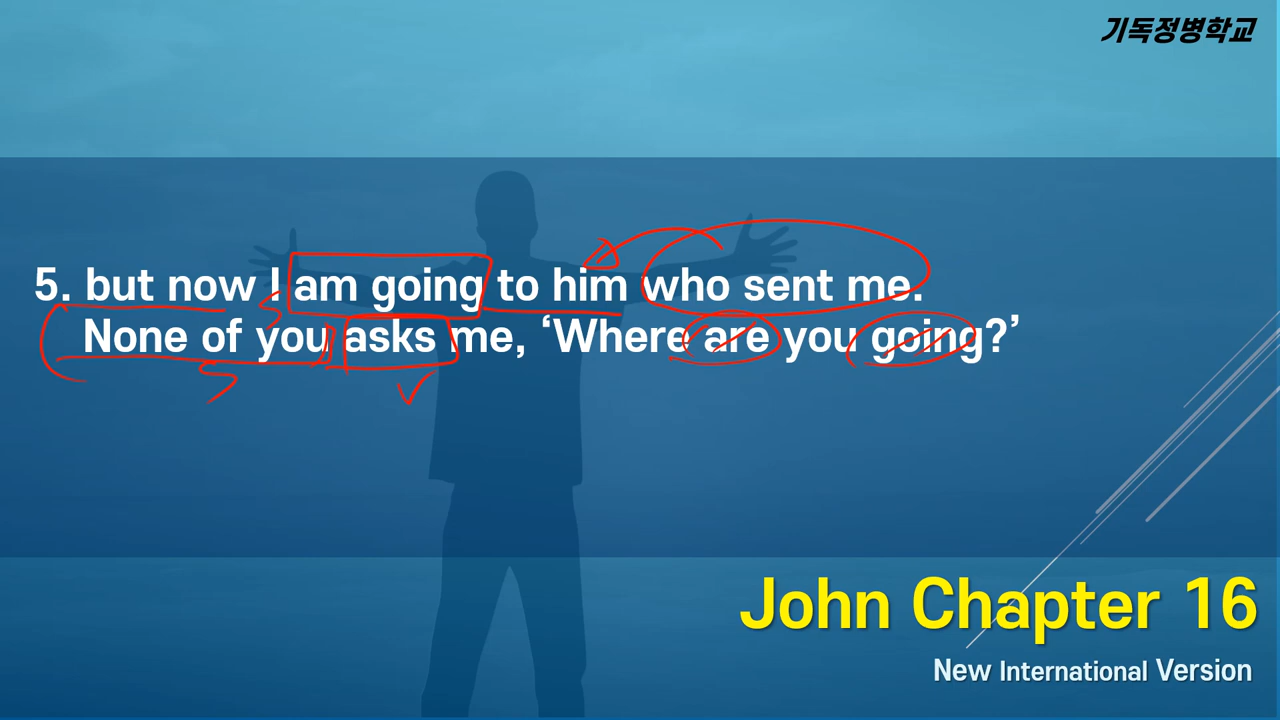 기독정병학교
5. but now I am going to him who sent me.
None of you asks me, ‘Where are you going?’
John Chapter 16
New International Version